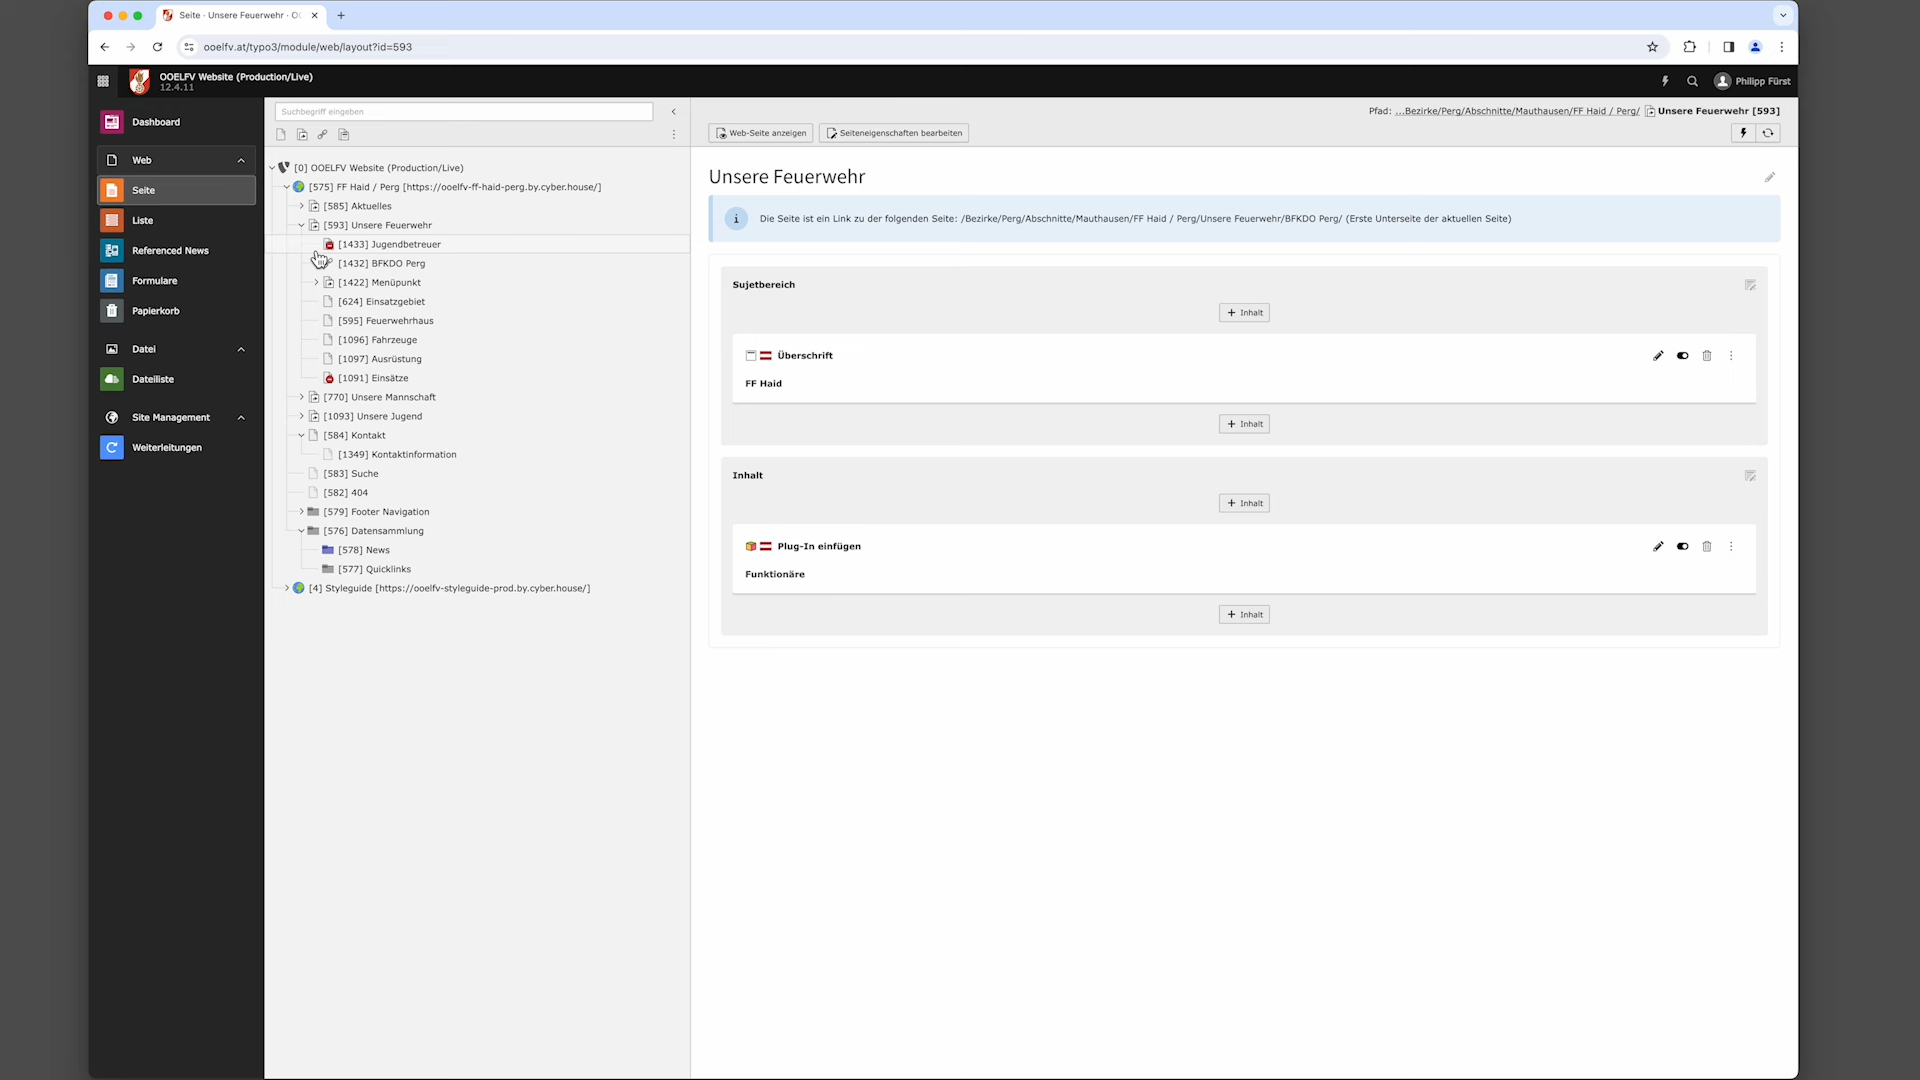 Seite · Unsere Feuerwehr · O
ooelfv.at/typo3/module/web/layout?id=593
OOELFV Website (Production/Live)
12.4.11
Philipp Fürst
Dashboard
Web
Seite
Liste
Referenced News
Formulare
Papierkorb
Datei
Dateiliste
Site Management
Weiterleitungen
Suchbegriff eingeben
[0] OOELFV Website (Production/Live)
[575] FF Haid / Perg [https://ooelfv-ff-haid-perg.by.cyber.house/]
[585] Aktuelles
[593] Unsere Feuerwehr
[1433] Jugendbetreuer
[1432] BFKDO Perg
[1422] Menüpunkt
[624] Einsatzgebiet
[595] Feuerwehrhaus
[1096] Fahrzeuge
[1097] Ausrüstung
[1091] Einsätze
[770] Unsere Mannschaft
[1093] Unsere Jugend
[584] Kontakt
[1349] Kontaktinformation
[583] Suche
[582] 404
[579] Footer Navigation
[576] Datensammlung
[578] News
[577] Quicklinks
[4] Styleguide [https://ooelfv-styleguide-prod.by.cyber.house/]
Pfad: ...Bezirke/Perg/Abschnitte/Mauthausen/FF Haid / Perg/ Unsere Feuerwehr [593]
Web-Seite anzeigen
Seiteneigenschaften bearbeiten
Unsere Feuerwehr
Die Seite ist ein Link zu der folgenden Seite: /Bezirke/Perg/Abschnitte/Mauthausen/FF Haid / Perg/Unsere Feuerwehr/BFKDO Perg/ (Erste Unterseite der aktuellen Seite)
Sujetbereich
+ Inhalt
Überschrift
FF Haid
+ Inhalt
Inhalt
+ Inhalt
Plug-In einfügen
Funktionäre
+ Inhalt